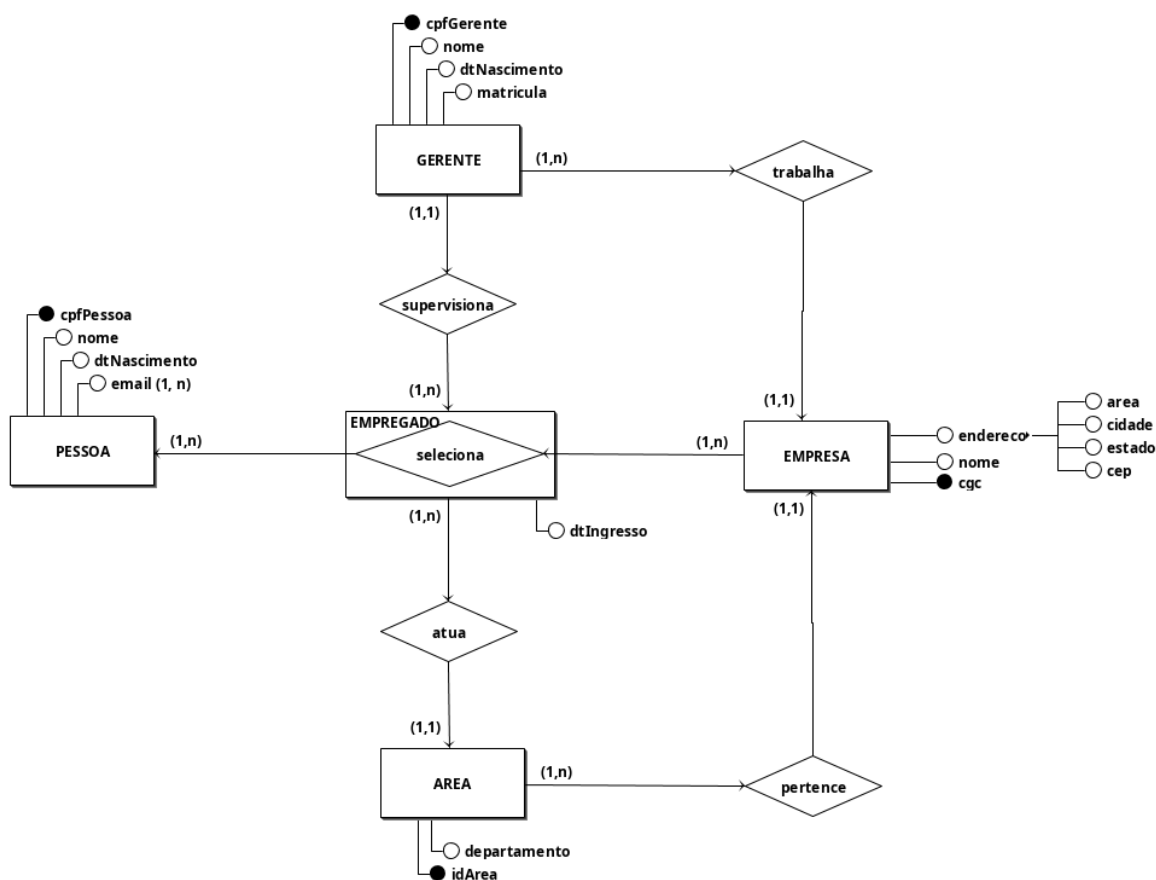 cpfGerente
nome
dtNascimento
matricula
GERENTE
(1,n)
trabalha
(1,1)
supervisiona
cpfPessoa
nome
dtNascimento
email (1, n)
PESSOA
(1,n)
(1,n)
EMPREGADO
seleciona
(1,n)
dtIngresso
(1,n)
(1,1)
EMPRESA
endereco
nome
cgc
area
cidade
estado
cep
(1,1)
atua
(1,1)
AREA
(1,n)
pertence
departamento
idArea